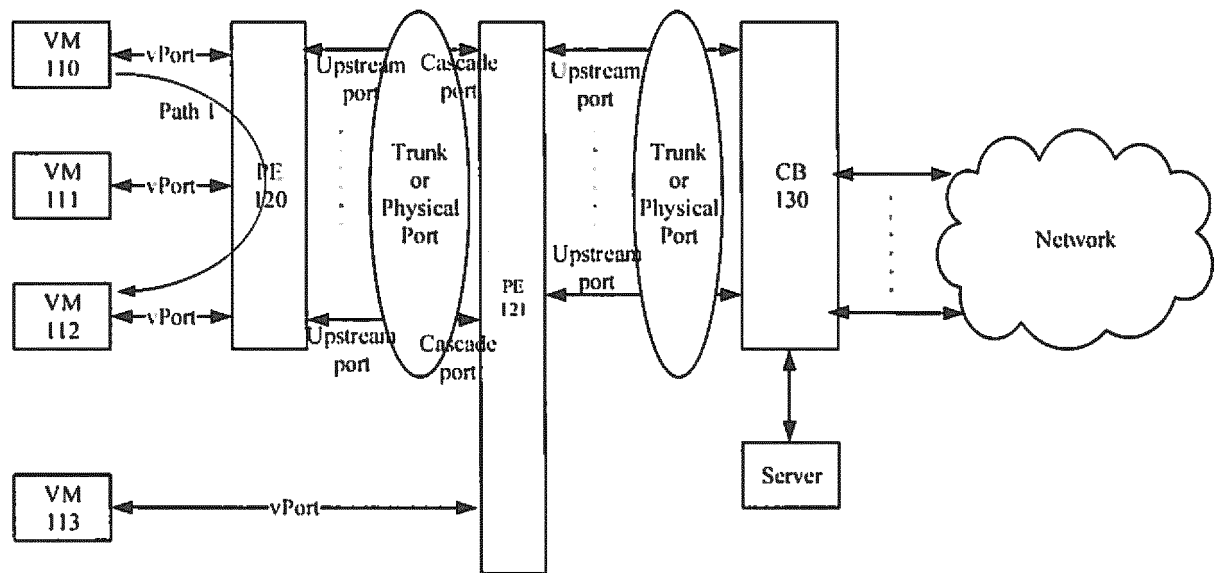 VM
110
vPort
Path 1
VM
111
vPort
VM
112
vPort
VM
113
vPort
PE
120
Upstream
port
Upstream
port
Trunk
or
Physical
Port
Cascade
port
Cascade
port
PE
121
Upstream
port
Upstream
port
Trunk
or
Physical
Port
CB
130
Network
Server